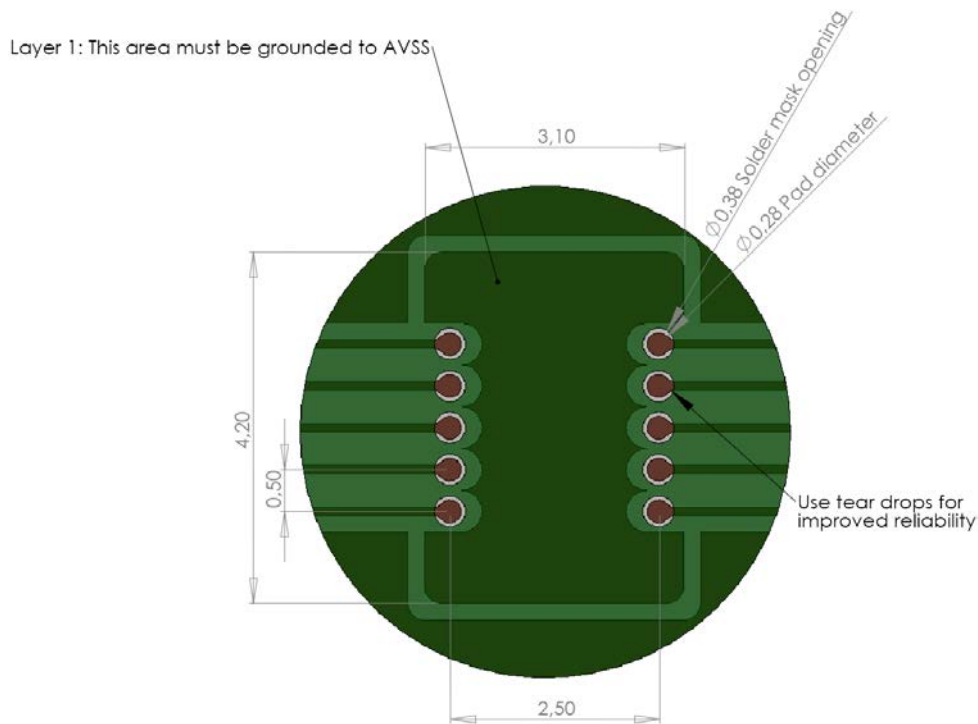 Layer 1: This area must be grounded to AVSS
Ø0,38 Solder mask opening
Ø0,28 Pad diameter
3,10
4,20
0,50
Use tear drops for
improved reliability
2,50